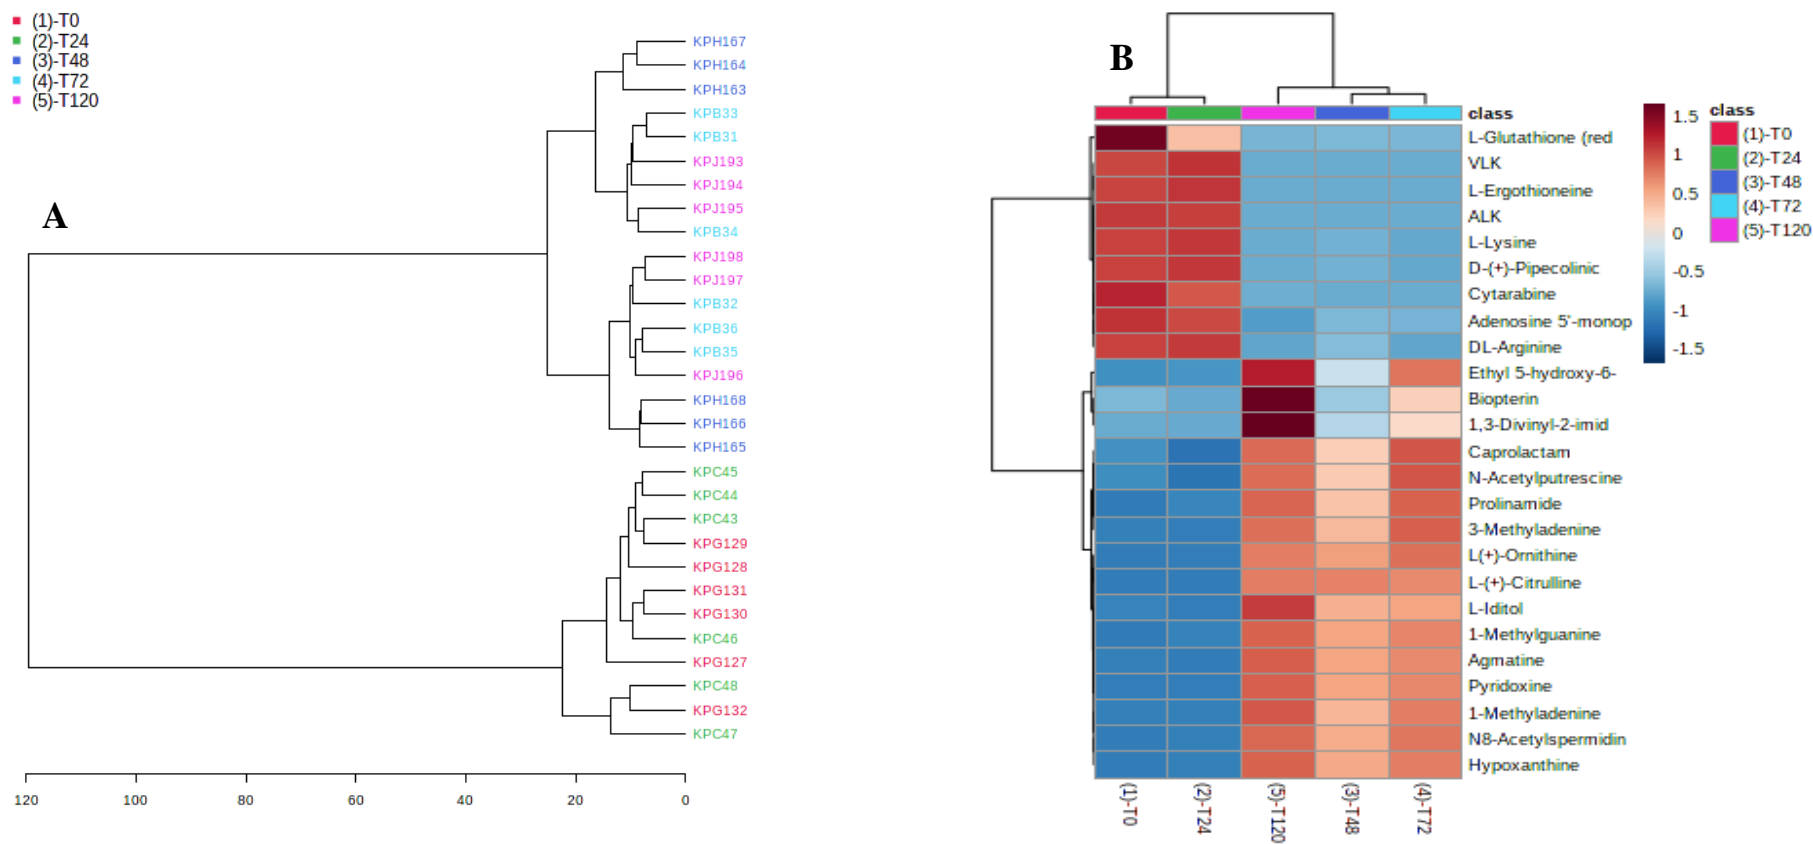 (1)-T0
(2)-T24
(3)-T48
(4)-T72
(5)-T120
A
KPH167
KPH164
KPH163
KPB33
KPB31
KPJ193
KPJ194
KPJ195
KPB34
KPJ198
KPJ197
KPB32
KPB36
KPB35
KPJ196
KPH168
KPH166
KPH165
KPC45
KPC44
KPC43
KPG129
KPG128
KPG131
KPG130
KPC46
KPG127
KPC48
KPG132
KPC47
120 100 80 60 40 20 0
B
class
L-Glutathione (red
VLK
L-Ergothioneine
ALK
L-Lysine
D-(+)-Pipecolinic
Cytarabine
Adenosine 5'-monop
DL-Arginine
Ethyl 5-hydroxy-6-
Biopterin
1,3-Divinyl-2-imid
Caprolactam
N-Acetylputrescine
Prolinamide
3-Methyladenine
L(+)-Ornithine
L-(+)-Citrulline
L-Iditol
1-Methylguanine
Agmatine
Pyridoxine
1-Methyladenine
N8-Acetylspermidin
Hypoxanthine
(1)-T0
(2)-T24
(5)-T120
(3)-T48
(4)-T72
1.5
1
0.5
0
-0.5
-1
-1.5
class
(1)-T0
(2)-T24
(3)-T48
(4)-T72
(5)-T120